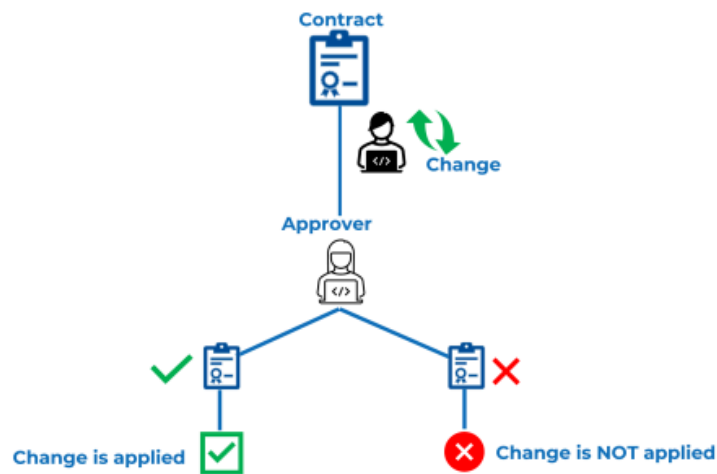 Contract
</>
Change
Approver
</>
Change is applied
Change is NOT applied